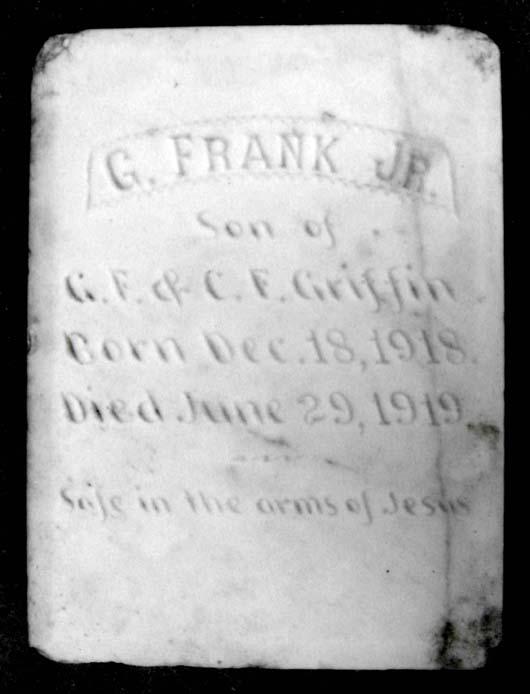 G. FRANK JR.
Son of
G. F. & C. F. Griffin
Born Dec. 18, 1918.
Died June 29, 1919.
Safe in the arms of Jesus